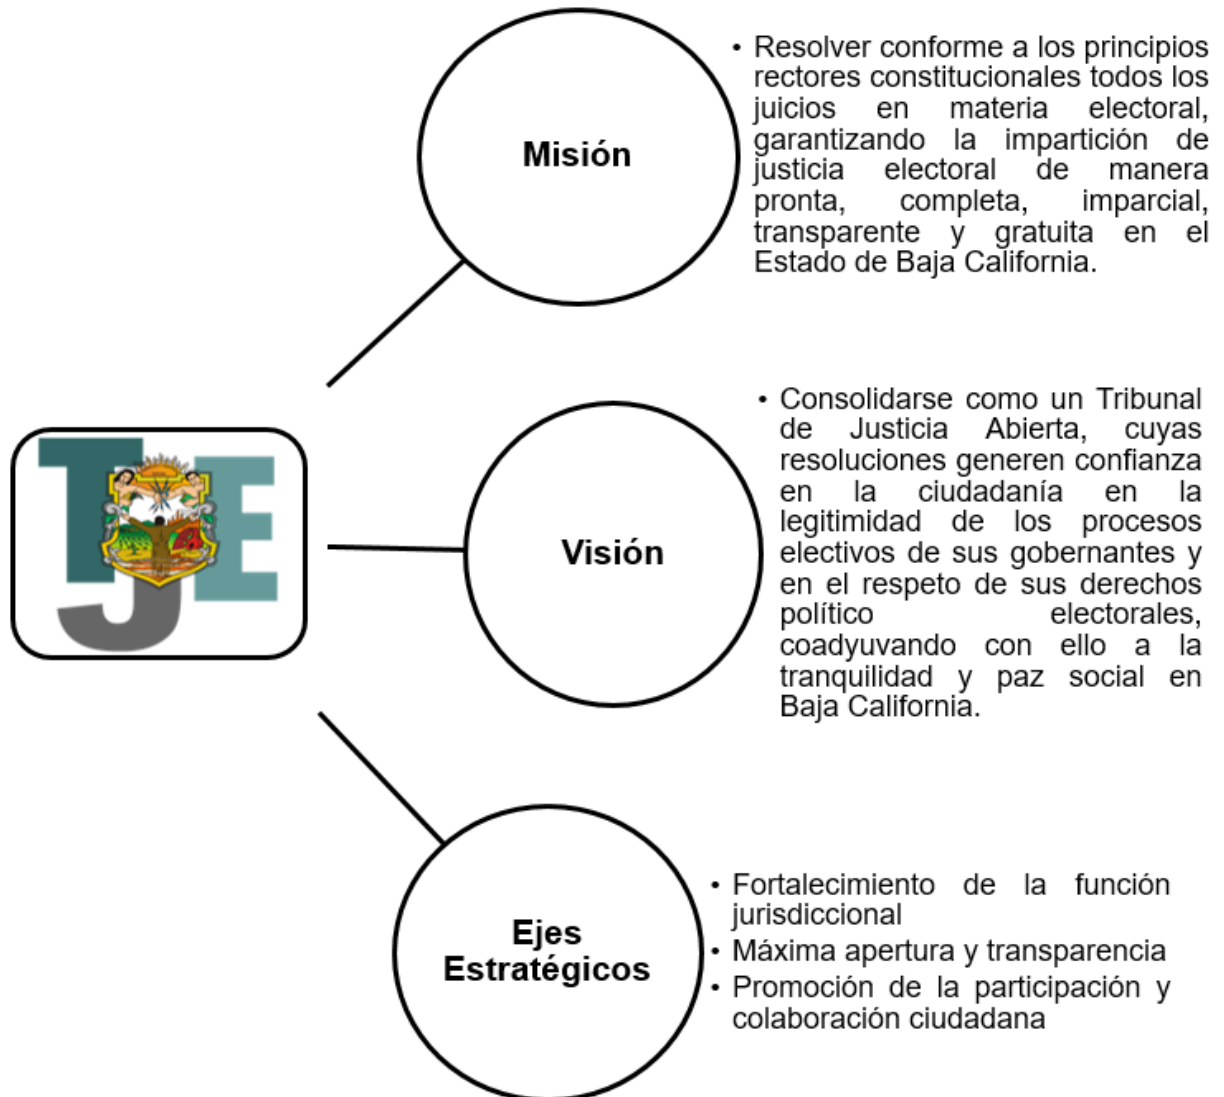 Misión
• Resolver conforme a los principios
rectores constitucionales todos los
juicios en materia electoral,
garantizando la impartición de
justicia electoral de manera
pronta, completa, imparcial,
transparente y gratuita en el
Estado de Baja California.
TJE
Visión
• Consolidarse como un Tribunal
de Justicia Abierta, cuyas
resoluciones generen confianza
en la ciudadanía en la
legitimidad de los procesos
electivos de sus gobernantes y
en el respeto de sus derechos
político electorales,
coadyuvando con ello a la
tranquilidad y paz social en
Baja California.
Ejes
Estratégicos
• Fortalecimiento de la función
jurisdiccional
• Máxima apertura y transparencia
• Promoción de la participación y
colaboración ciudadana